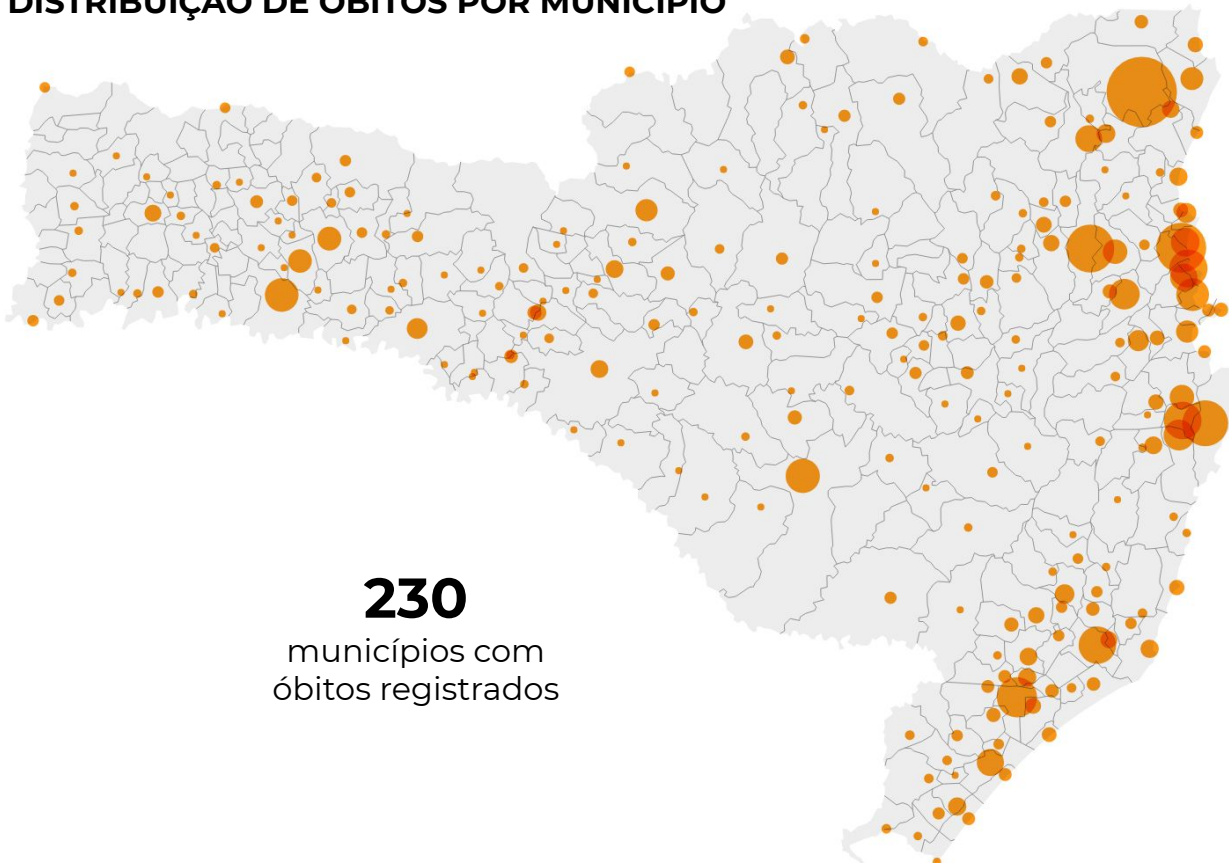 DISTRIBUIÇÃO DE ÓBITOS POR MUNICÍPIO
230
municípios com
óbitos registrados